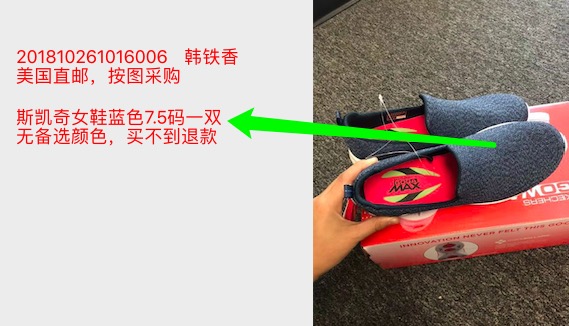 201810261016006 韩铁香
美国直邮，按图采购
斯凯奇女鞋蓝色7.5码一双
无备选颜色，买不到退款
MAX
SKECHERS
GOWA
INNOVATION NEVER FELT THIS GOO